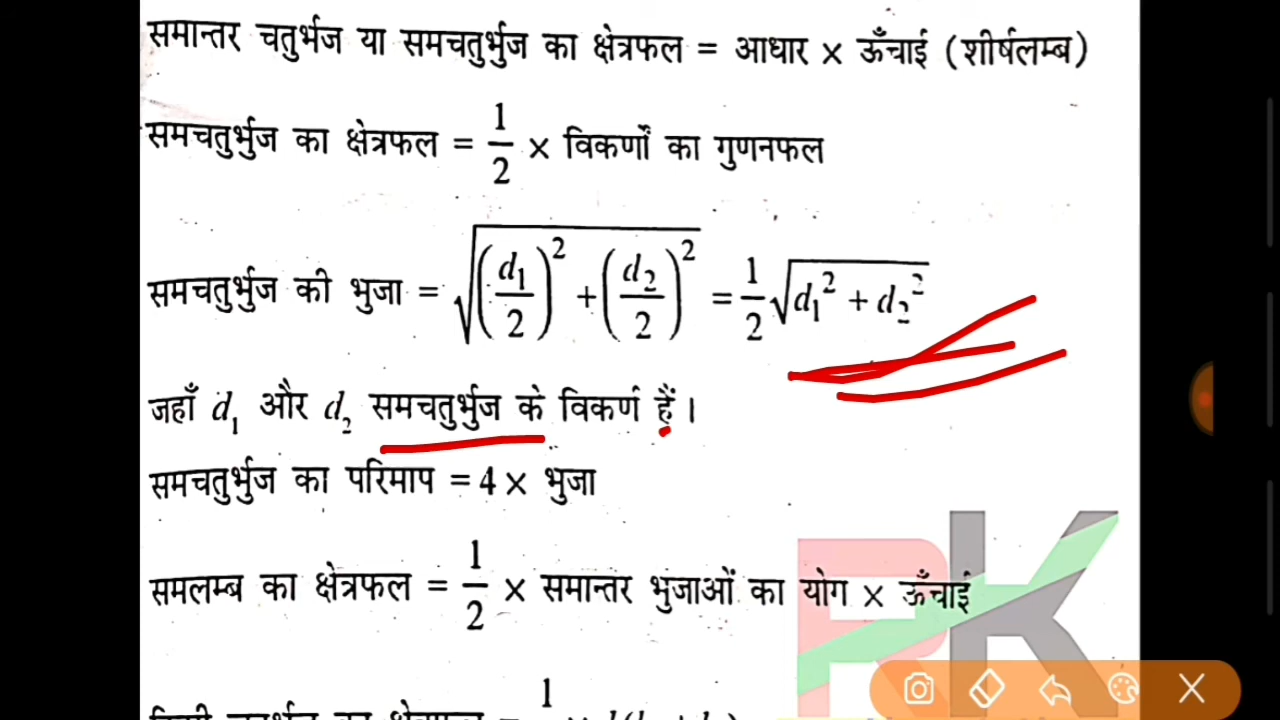 समान्तर चतुर्भज या समचतुर्भुज का क्षेत्रफल = आधार × ऊँचाई (शीर्षलम्ब)
समचतुर्भुज का क्षेत्रफल = 1/2 × विकर्णों का गुणनफल
समचतुर्भुज की भुजा = √((d₁/2)² + (d₂/2)²) = 1/2 √(d₁² + d₂²)
जहाँ d₁ और d₂ समचतुर्भुज के विकर्ण हैं।
समचतुर्भुज का परिमाप = 4 × भुजा
समलम्ब का क्षेत्रफल = 1/2 × समान्तर भुजाओं का योग × ऊँचाई
RK